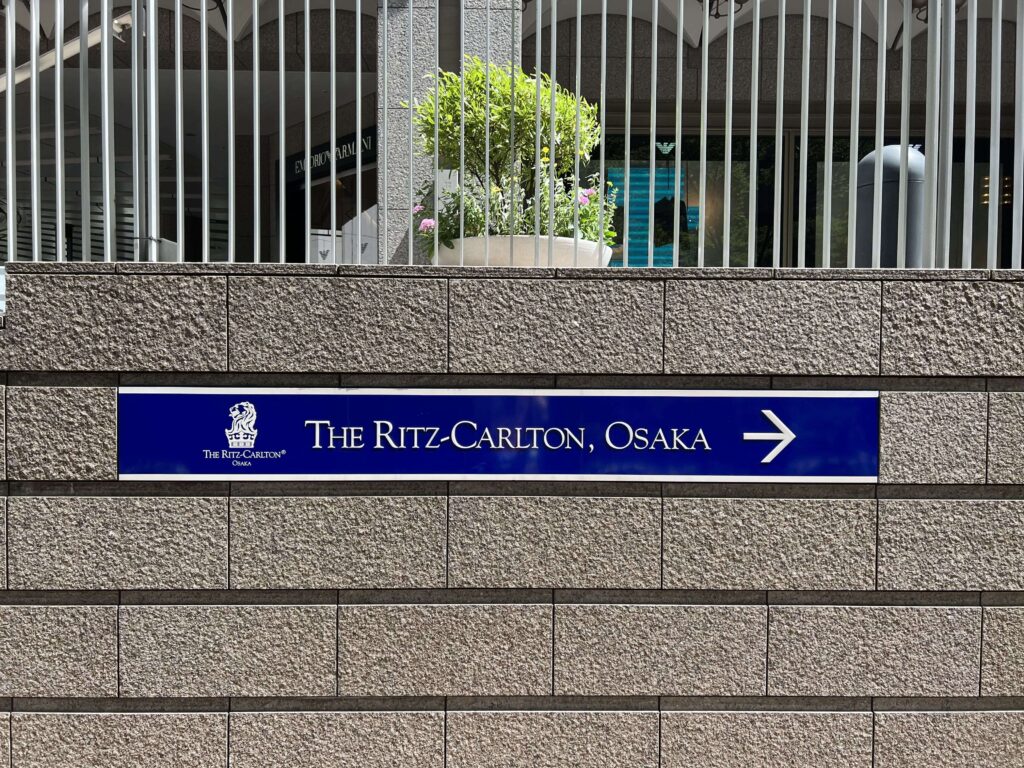 EMPORIO ARMANI
THE RITZ-CARLTON, OSAKA
THE RITZ-CARLTON®
OSAKA